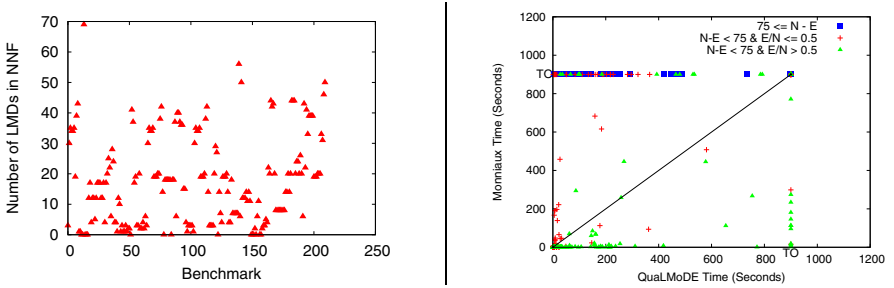 Number of LMDs in NNF
70
60
50
40
30
20
10
0
0 50 100 150 200 250
Benchmark
75 <= N - E
N-E < 75 & E/N <= 0.5
N-E < 75 & E/N > 0.5
Monniaux Time (Seconds)
1200
1000
TO
800
600
400
200
0
0 200 400 600 800 1000 1200
TO
QuaLMoDE Time (Seconds)